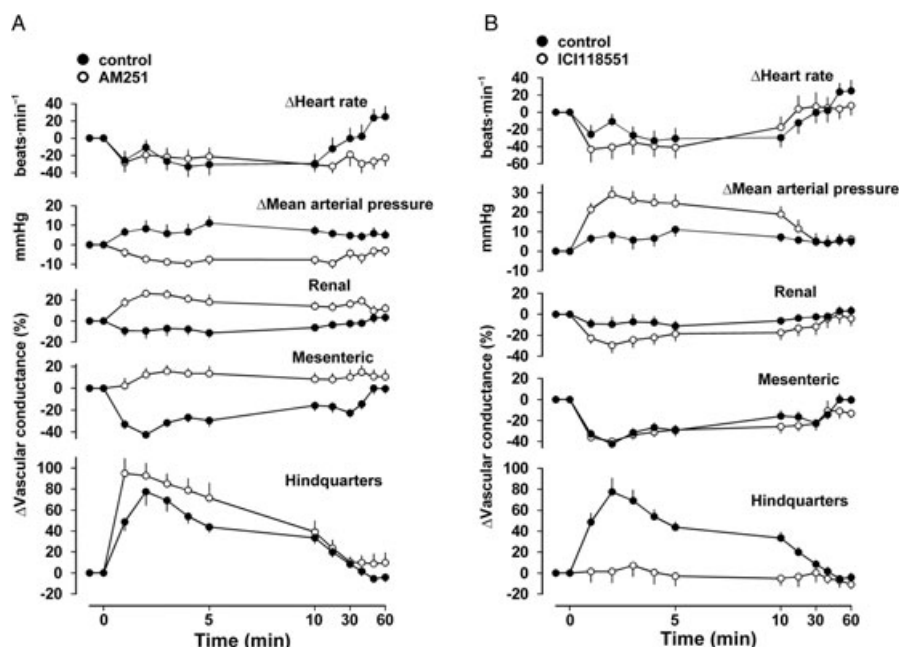 A
control
AM251
ΔHeart rate
beats·min⁻¹
40
20
0
-20
-40
ΔMean arterial pressure
mmHg
20
10
0
-10
Renal
40
20
0
-20
Mesenteric
20
0
-20
-40
ΔVascular conductance (%)
Hindquarters
100
80
60
40
20
0
-20
0 5 10 30 60
Time (min)
B
control
ICI118551
ΔHeart rate
beats·min⁻¹
40
20
0
-20
-40
-60
ΔMean arterial pressure
mmHg
30
20
10
0
-10
Renal
20
0
-20
-40
Mesenteric
20
0
-20
-40
ΔVascular conductance (%)
Hindquarters
100
80
60
40
20
0
-20
0 5 10 30 60
Time (min)